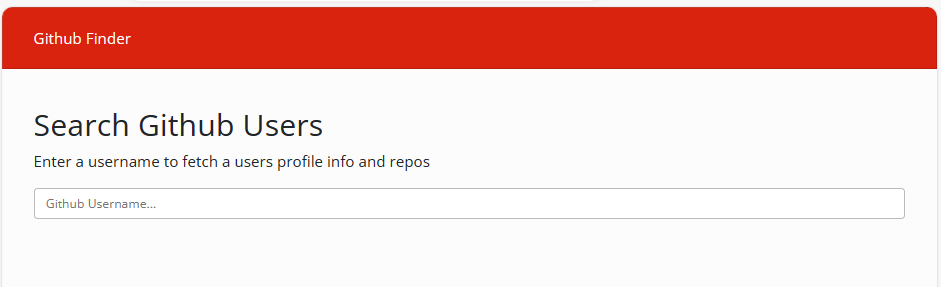 Github Finder
Search Github Users
Enter a username to fetch a users profile info and repos
Github Username...